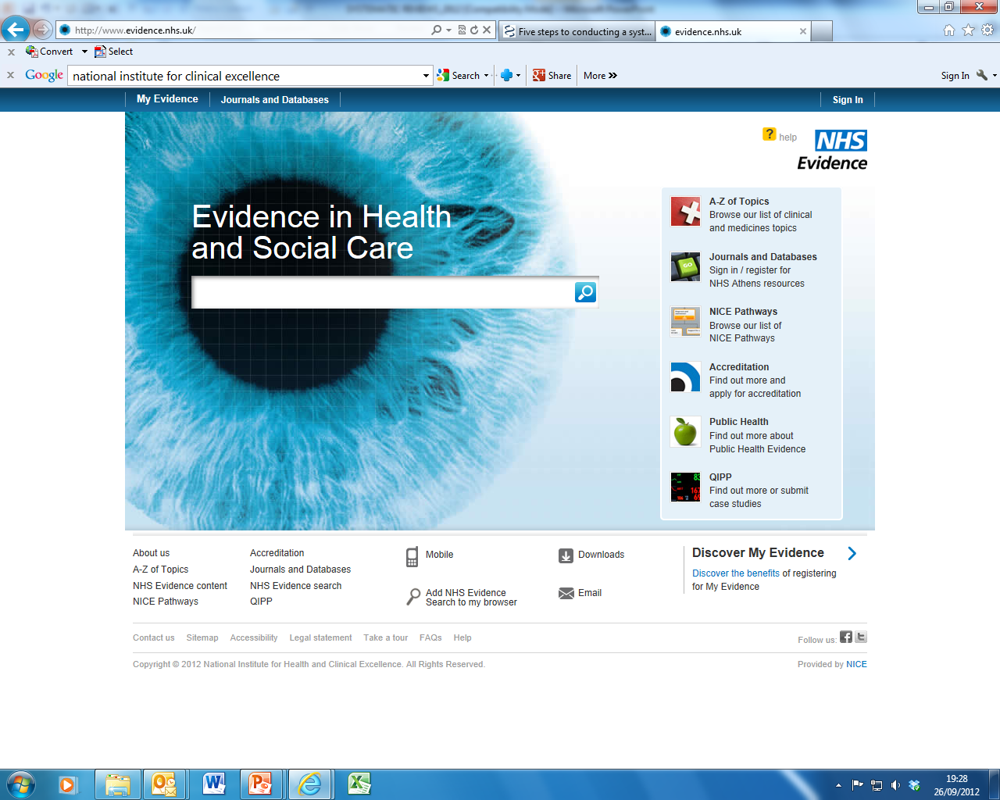 http://www.evidence.nhs.uk/
Five steps to conducting a syst...
evidence.nhs.uk
Convert
Select
Google
national institute for clinical excellence
Search
Share
More
Sign In
My Evidence
Journals and Databases
Sign In
? help
NHS
Evidence
Evidence in Health
and Social Care
A-Z of Topics
Browse our list of clinical
and medicines topics
GO
Journals and Databases
Sign in / register for
NHS Athens resources
NICE Pathways
Browse our list of
NICE Pathways
Accreditation
Find out more and
apply for accreditation
Public Health
Find out more about
Public Health Evidence
QIPP
Find out more or submit
case studies
About us
A-Z of Topics
NHS Evidence content
NICE Pathways
Accreditation
Journals and Databases
NHS Evidence search
QIPP
Mobile
Add NHS Evidence
Search to my browser
Downloads
Email
Discover My Evidence
Discover the benefits of registering
for My Evidence
Contact us Sitemap Accessibility Legal statement Take a tour FAQs Help
Follow us:
Copyright © 2012 National Institute for Health and Clinical Excellence. All Rights Reserved.
Provided by NICE
19:28
26/09/2012